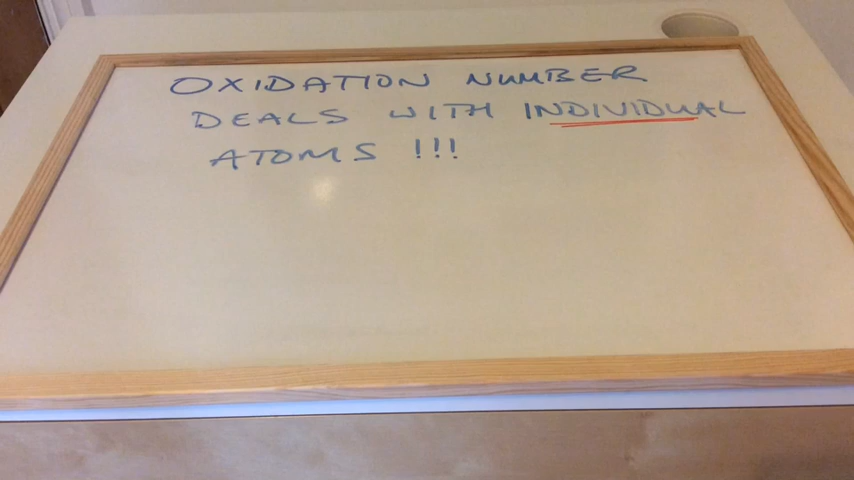 OXIDATION NUMBER
DEALS WITH INDIVIDUAL
ATOMS !!!